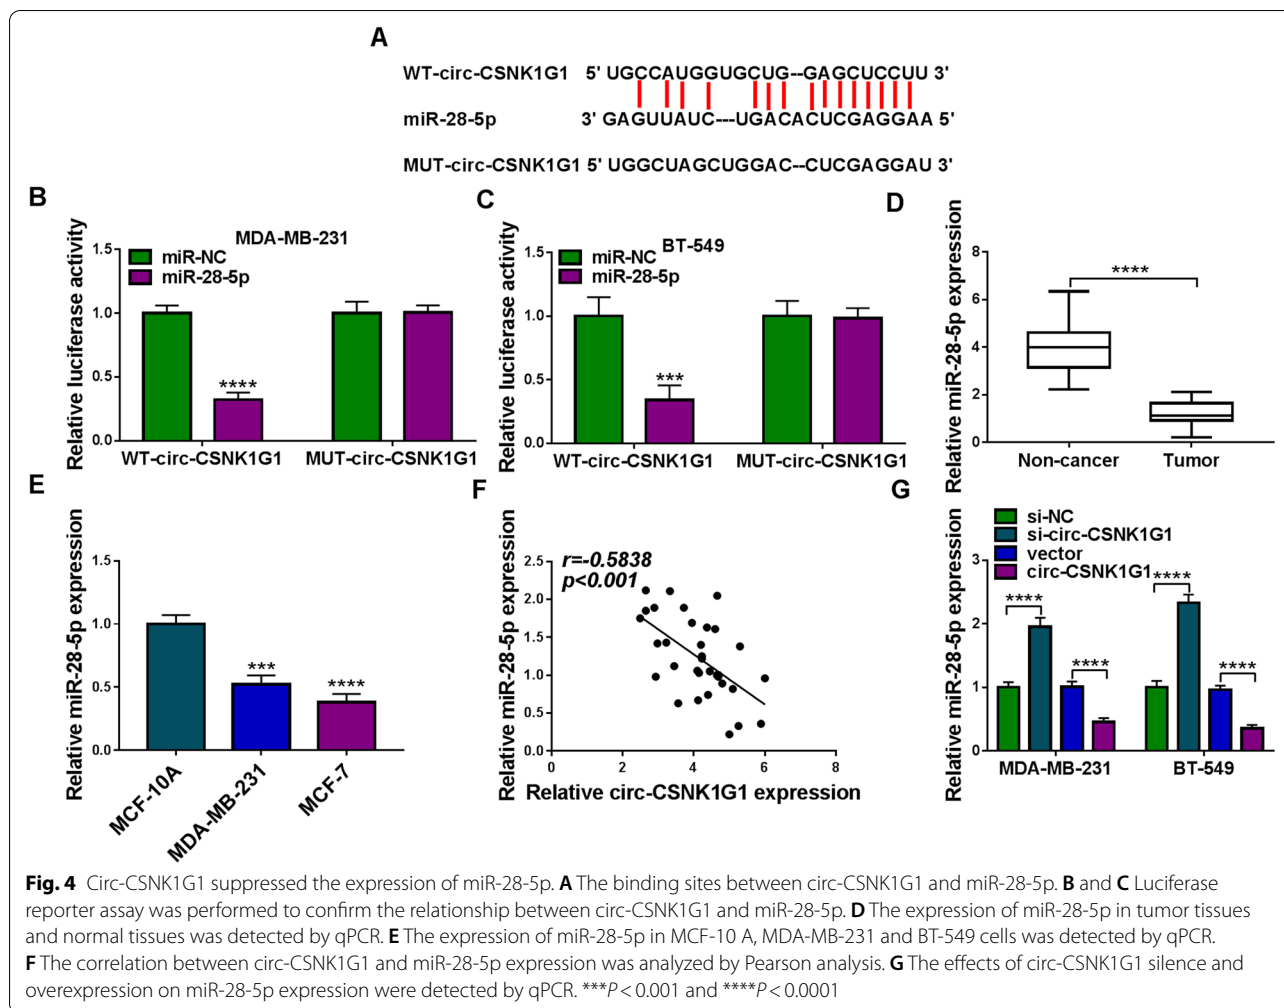 A
WT-circ-CSNK1G1 5' UGCCAUGGUGCUG--GAGCUCCUU 3'
miR-28-5p 3' GAGUUAUC---UGACACUCGAGGAA 5'
MUT-circ-CSNK1G1 5' UGGCUAGCUGGAC--CUCGAGGAU 3'
B
Relative luciferase activity
MDA-MB-231
miR-NC
miR-28-5p
1.5
1.0
0.5
0.0
****
WT-circ-CSNK1G1 MUT-circ-CSNK1G1
C
Relative luciferase activity
BT-549
miR-NC
miR-28-5p
1.5
1.0
0.5
0.0
***
WT-circ-CSNK1G1 MUT-circ-CSNK1G1
D
Relative miR-28-5p expression
8
6
4
2
0
****
Non-cancer Tumor
E
Relative miR-28-5p expression
1.5
1.0
0.5
0.0
***
****
MCF-10A
MDA-MB-231
MCF-7
F
Relative miR-28-5p expression
2.5
2.0
1.5
1.0
0.5
0.0
r=-0.5838
p<0.001
0 2 4 6 8
Relative circ-CSNK1G1 expression
G
Relative miR-28-5p expression
si-NC
si-circ-CSNK1G1
vector
circ-CSNK1G1
3
2
1
0
****
****
****
****
MDA-MB-231 BT-549
Fig. 4 Circ-CSNK1G1 suppressed the expression of miR-28-5p. A The binding sites between circ-CSNK1G1 and miR-28-5p. B and C Luciferase
reporter assay was performed to confirm the relationship between circ-CSNK1G1 and miR-28-5p. D The expression of miR-28-5p in tumor tissues
and normal tissues was detected by qPCR. E The expression of miR-28-5p in MCF-10 A, MDA-MB-231 and BT-549 cells was detected by qPCR.
F The correlation between circ-CSNK1G1 and miR-28-5p expression was analyzed by Pearson analysis. G The effects of circ-CSNK1G1 silence and
overexpression on miR-28-5p expression were detected by qPCR. ***P < 0.001 and ****P < 0.0001